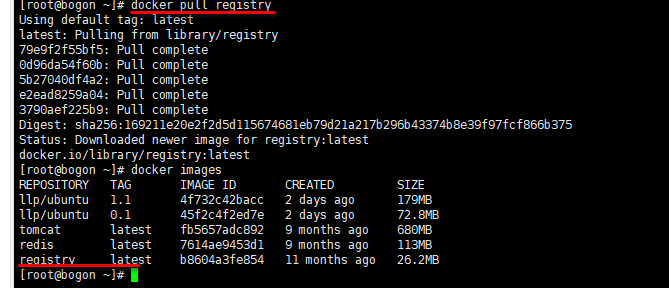 [root@bogon ~]# docker pull registry
Using default tag: latest
latest: Pulling from library/registry
79e9f2f55bf5: Pull complete
0d96da54f60b: Pull complete
5b27040df4a2: Pull complete
e2ead8259a04: Pull complete
3790aef225b9: Pull complete
Digest: sha256:169211e20e2f2d5d115674681eb79d21a217b296b43374b8e39f97fcf866b375
Status: Downloaded newer image for registry:latest
docker.io/library/registry:latest
[root@bogon ~]# docker images
REPOSITORY TAG IMAGE ID CREATED SIZE
llp/ubuntu 1.1 4f732c42bacc 2 days ago 179MB
llp/ubuntu 0.1 45f2c4f2ed7e 2 days ago 72.8MB
tomcat latest fb5657adc892 9 months ago 680MB
redis latest 7614ae9453d1 9 months ago 113MB
registry latest b8604a3fe854 11 months ago 26.2MB
[root@bogon ~]#